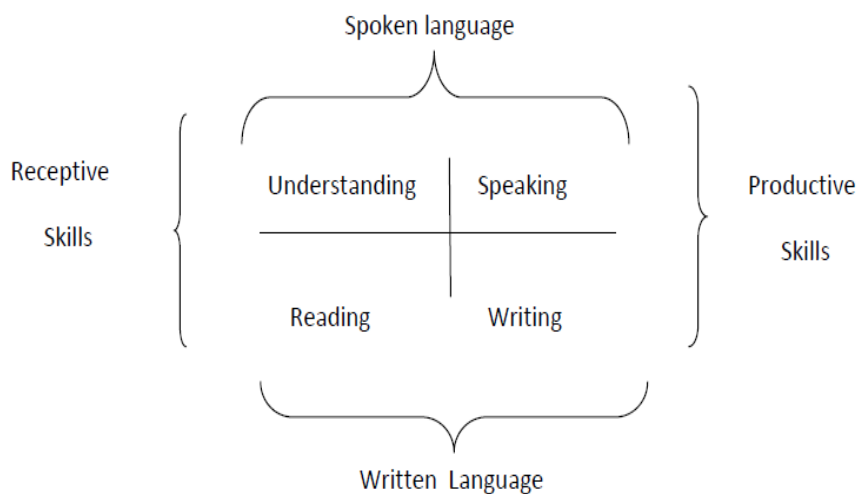 Spoken language
Receptive
Skills
Understanding
Speaking
Productive
Skills
Reading
Writing
Written Language